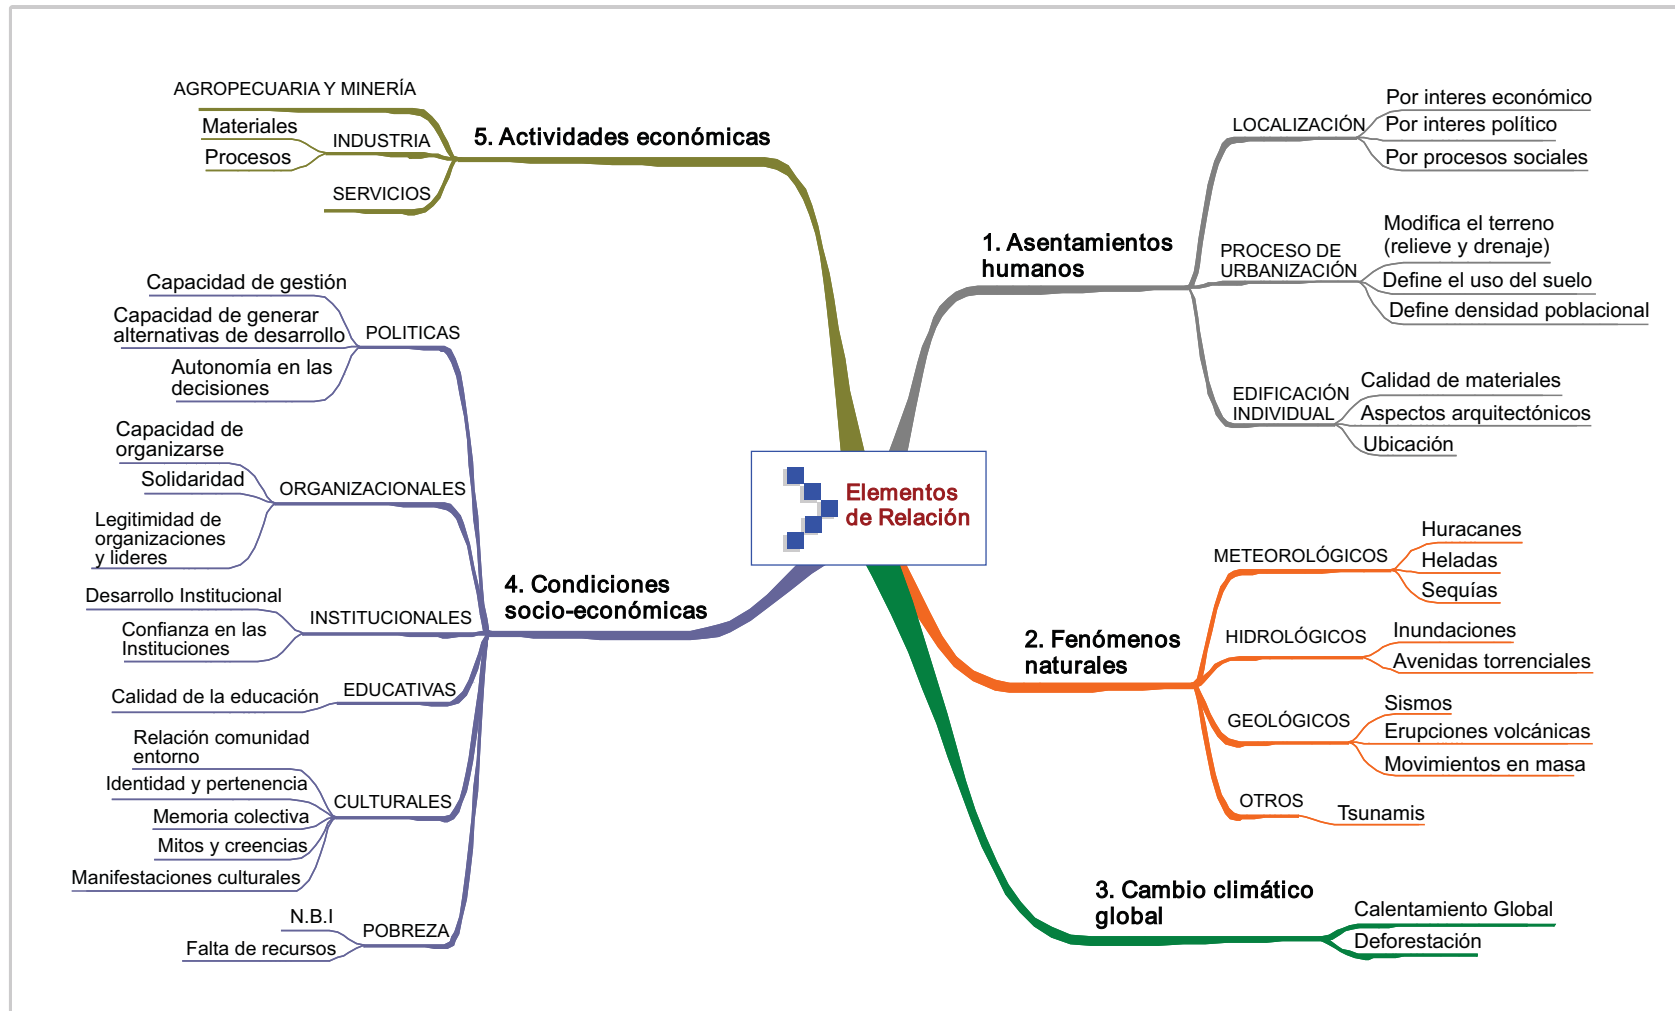 Elementos
de Relación
1. Asentamientos
humanos
LOCALIZACIÓN
Por interes económico
Por interes político
Por procesos sociales
PROCESO DE
URBANIZACIÓN
Modifica el terreno
(relieve y drenaje)
Define el uso del suelo
Define densidad poblacional
EDIFICACIÓN
INDIVIDUAL
Calidad de materiales
Aspectos arquitectónicos
Ubicación
2. Fenómenos
naturales
METEOROLÓGICOS
Huracanes
Heladas
Sequías
HIDROLÓGICOS
Inundaciones
Avenidas torrenciales
GEOLÓGICOS
Sismos
Erupciones volcánicas
Movimientos en masa
OTROS
Tsunamis
3. Cambio climático
global
Calentamiento Global
Deforestación
4. Condiciones
socio-económicas
POLITICAS
Capacidad de gestión
Capacidad de generar
alternativas de desarrollo
Autonomía en las
decisiones
ORGANIZACIONALES
Capacidad de
organizarse
Solidaridad
Legitimidad de
organizaciones
y lideres
INSTITUCIONALES
Desarrollo Institucional
Confianza en las
Instituciones
EDUCATIVAS
Calidad de la educación
CULTURALES
Relación comunidad
entorno
Identidad y pertenencia
Memoria colectiva
Mitos y creencias
Manifestaciones culturales
POBREZA
N.B.I
Falta de recursos
5. Actividades económicas
AGROPECUARIA Y MINERÍA
INDUSTRIA
Materiales
Procesos
SERVICIOS